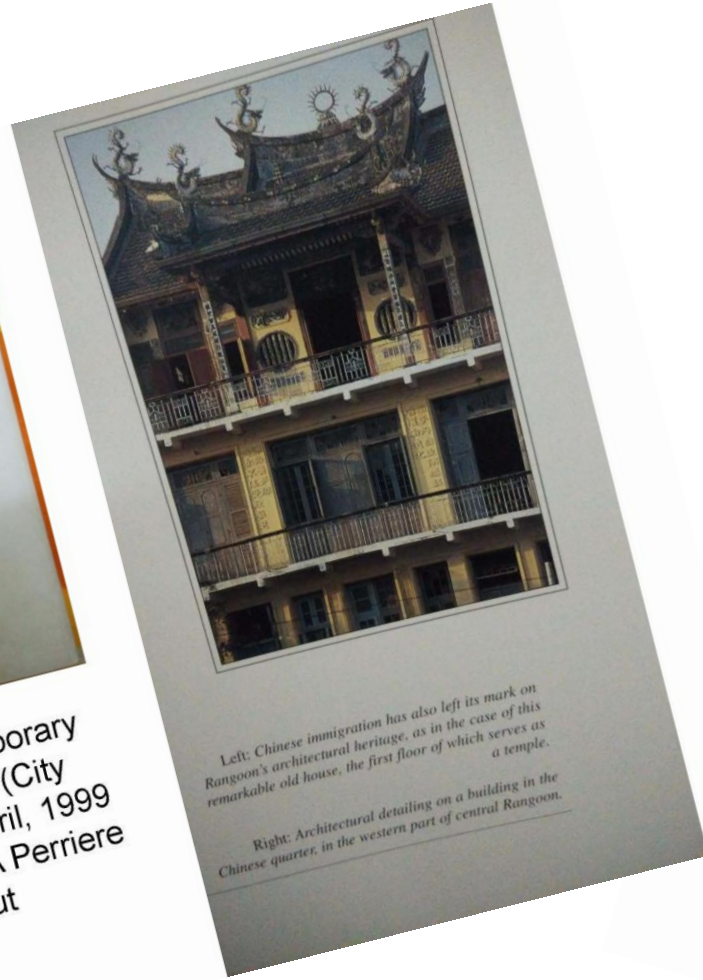 porary
(City
ril, 1999
A Perriere
ut
Left: Chinese immigration has also left its mark on
Rangoon's architectural heritage, as in the case of this
remarkable old house, the first floor of which serves as
a temple.
Right: Architectural detailing on a building in the
Chinese quarter, in the western part of central Rangoon.